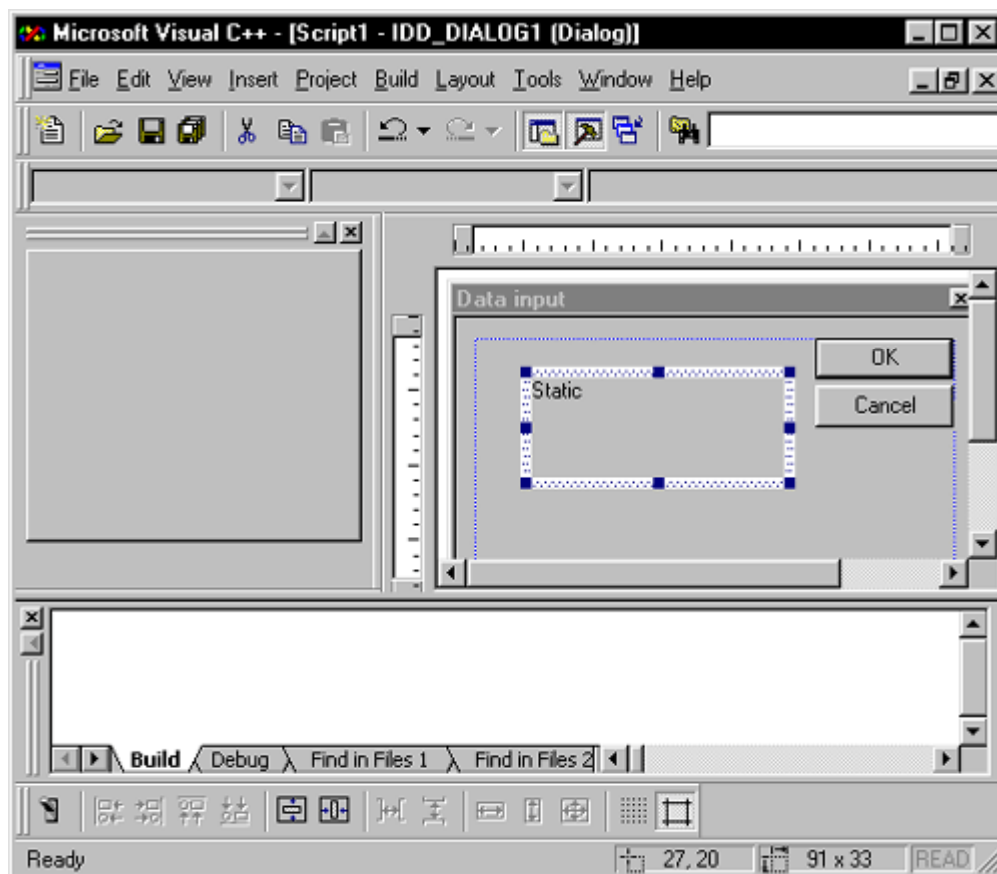 Microsoft Visual C++ - [Script1 - IDD_DIALOG1 (Dialog)]
File Edit View Insert Project Build Layout Tools Window Help
Data input
OK
Static
Cancel
Build Debug Find in Files 1 Find in Files 2
Ready 27, 20 91 x 33 READ